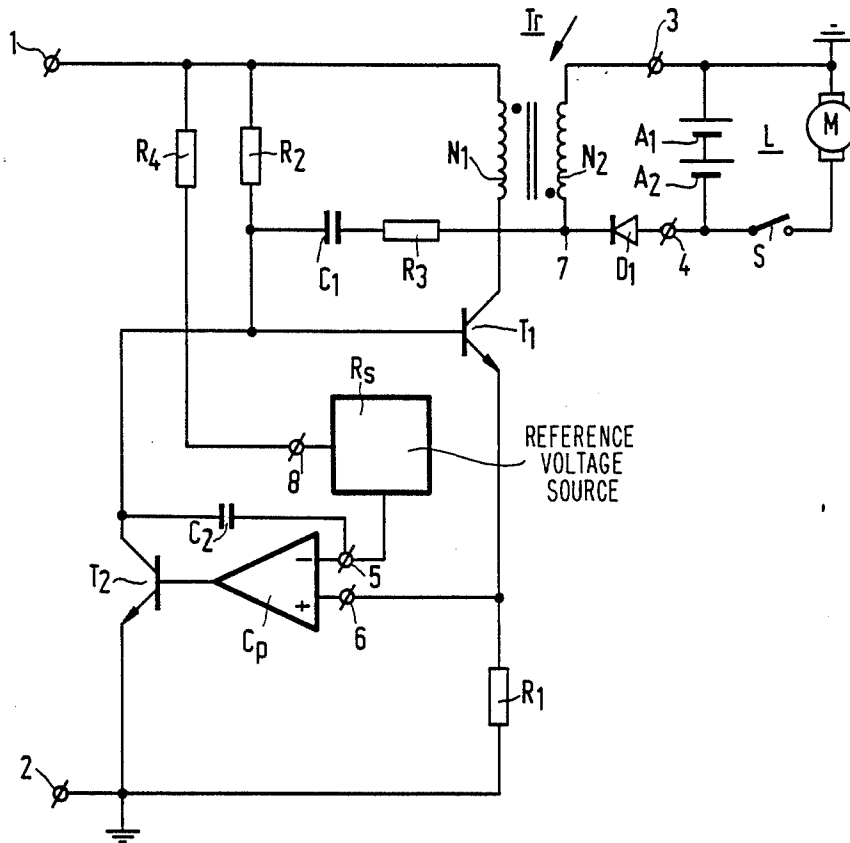 Tr
1
3
R4
R2
N1
N2
A1
A2
L
M
C1
R3
7
D1
4
S
T1
Rs
REFERENCE
VOLTAGE
SOURCE
8
C2
5
T2
−
+
Cp
6
R1
2